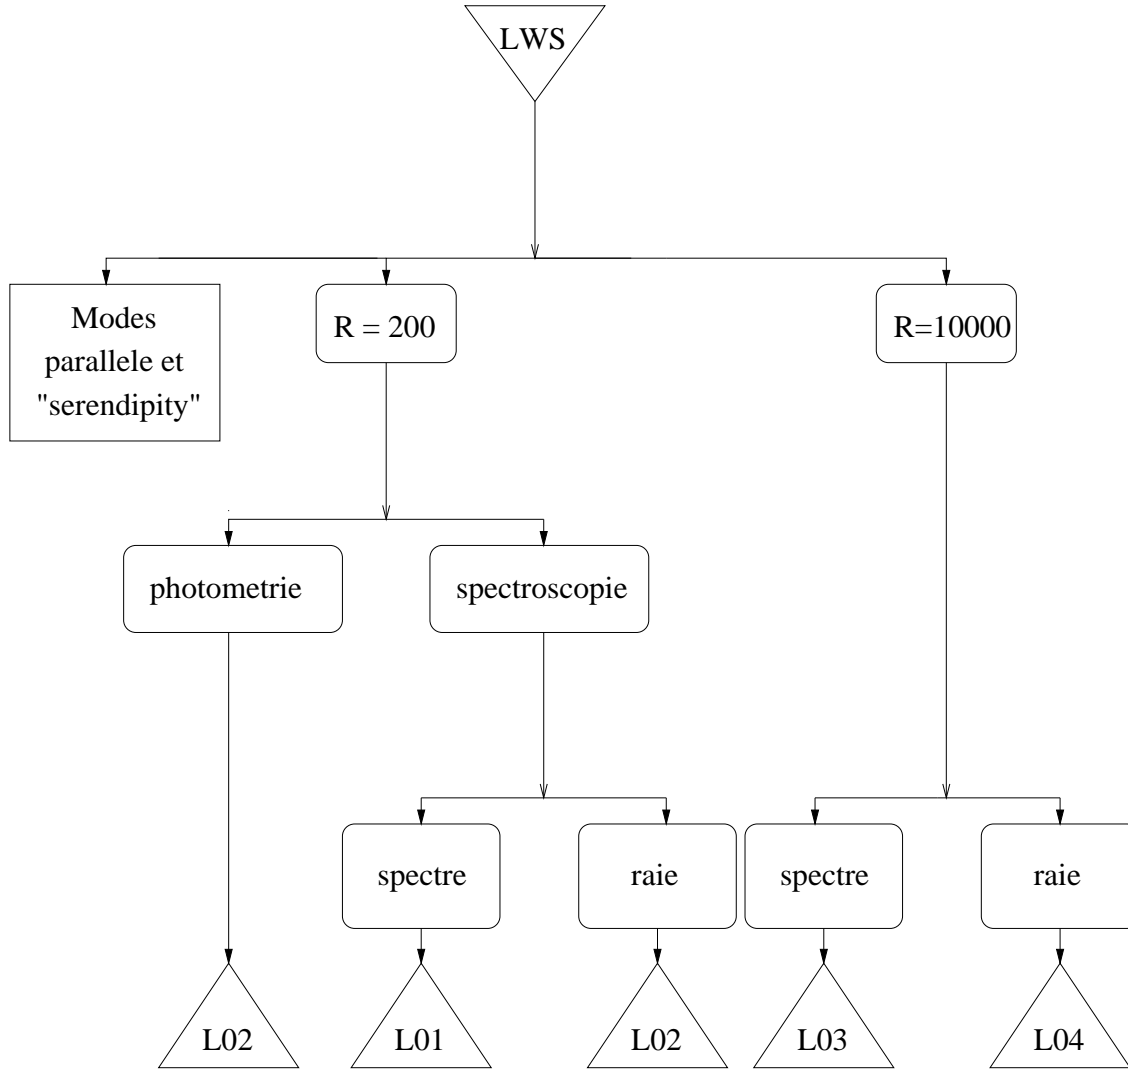 LWS
Modes
parallele et
"serendipity"
R = 200
R=10000
photometrie
spectroscopie
spectre
raie
spectre
raie
L02
L01
L02
L03
L04